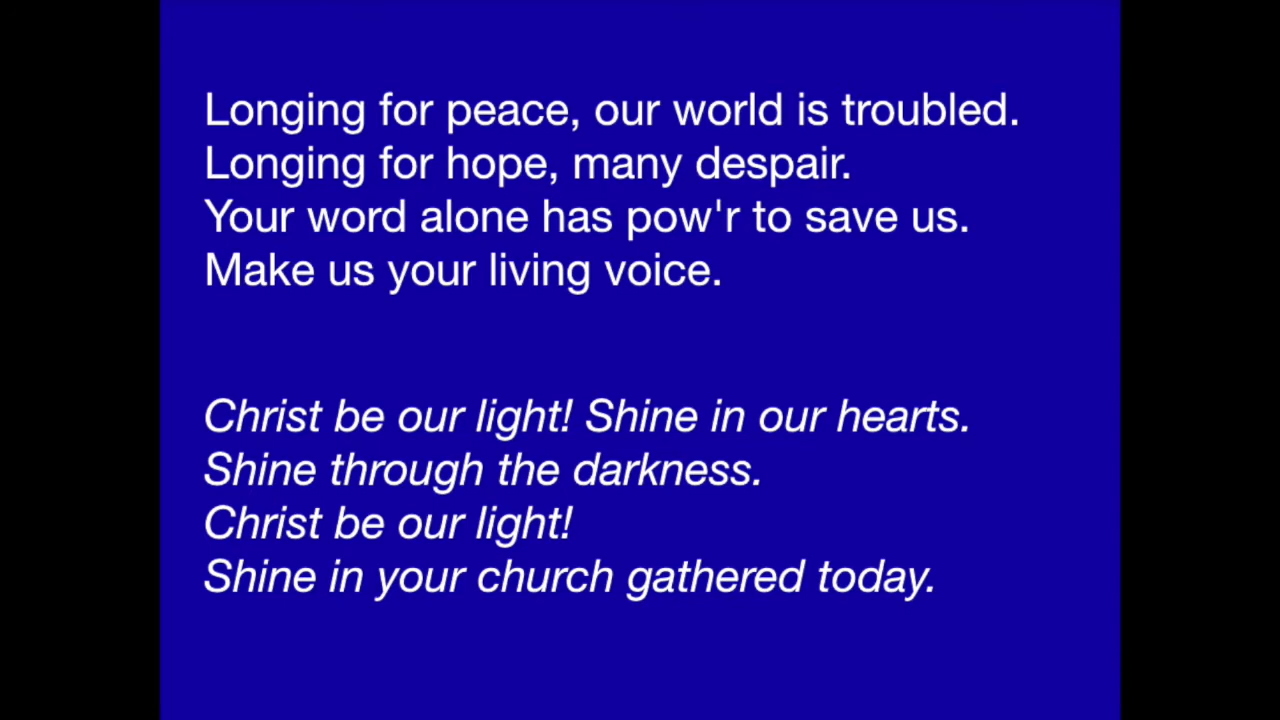 Longing for peace, our world is troubled.
Longing for hope, many despair.
Your word alone has pow'r to save us.
Make us your living voice.
Christ be our light! Shine in our hearts.
Shine through the darkness.
Christ be our light!
Shine in your church gathered today.